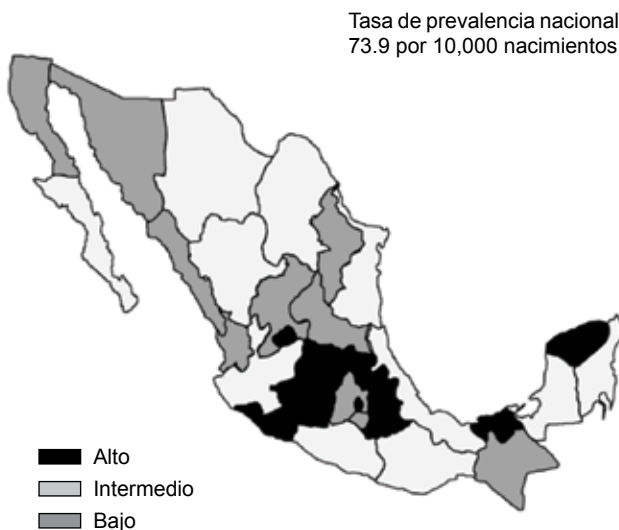 Tasa de prevalencia nacional
73.9 por 10,000 nacimientos
Alto
Intermedio
Bajo